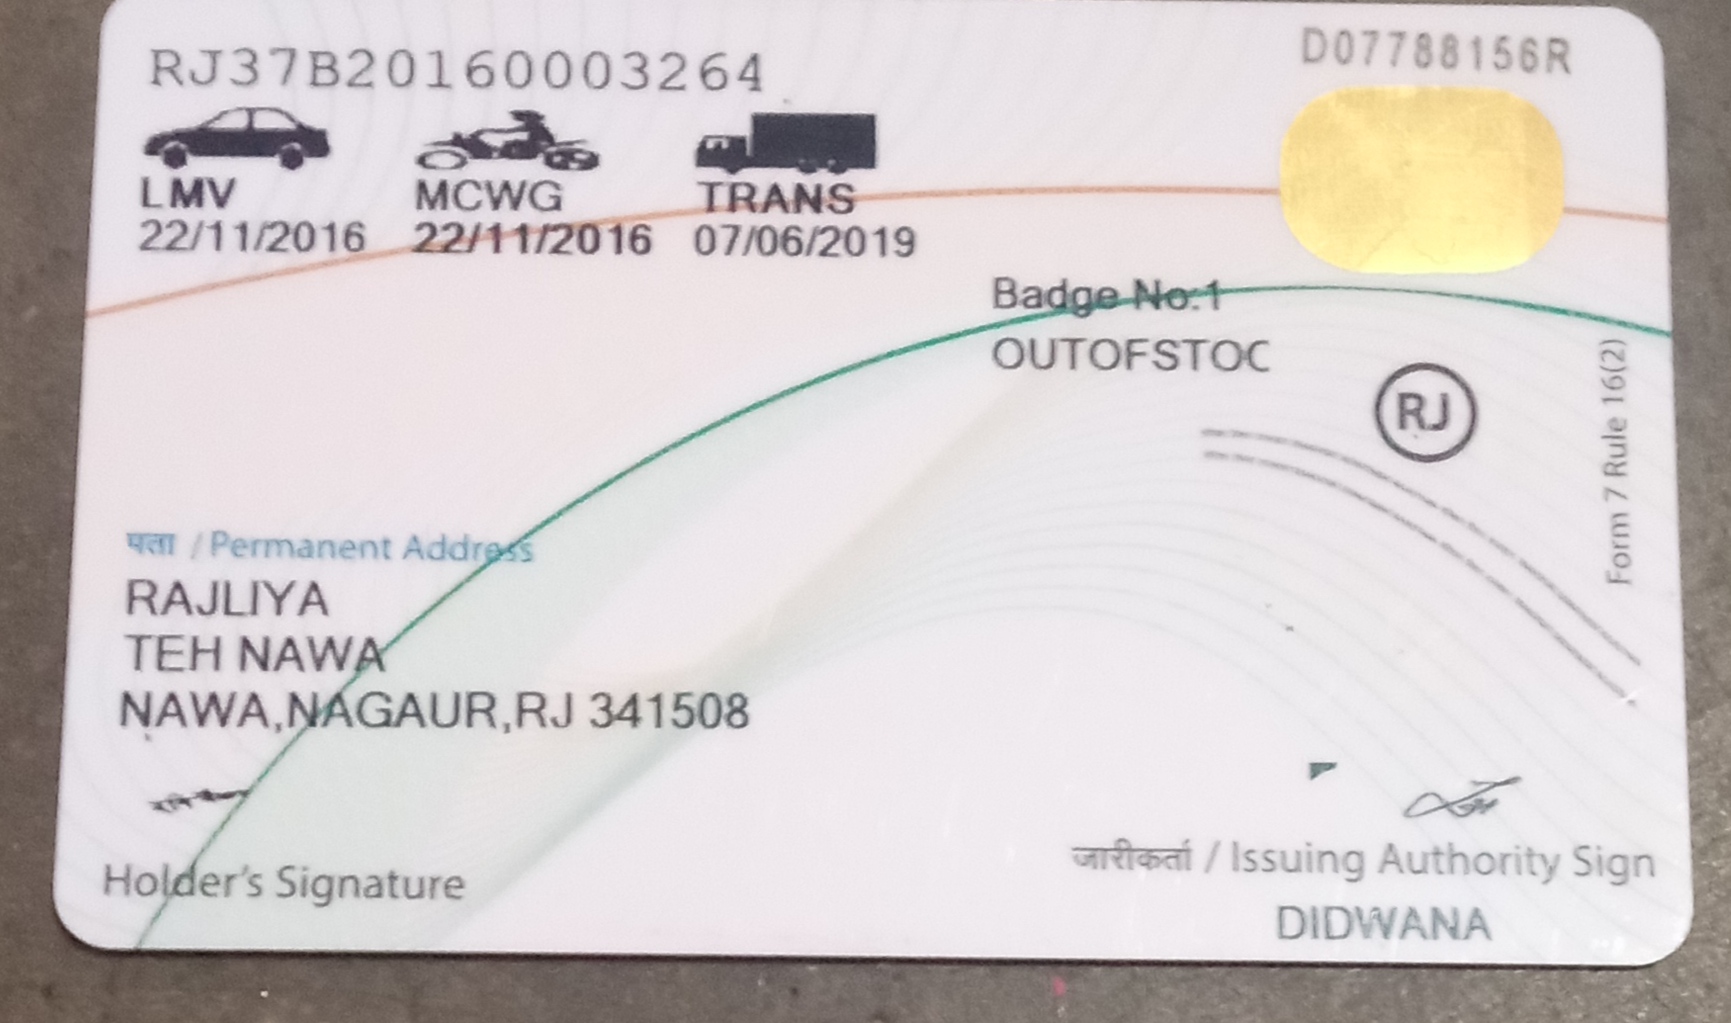 RJ37B20160003264
D07788156R
LMV
22/11/2016
MCWG
22/11/2016
TRANS
07/06/2019
Badge No:1
OUTOFSTOC
RJ
Form 7 Rule 16(2)
पता / Permanent Address
RAJLIYA
TEH NAWA
NAWA,NAGAUR,RJ 341508
Holder's Signature
जारीकर्ता / Issuing Authority Sign
DIDWANA